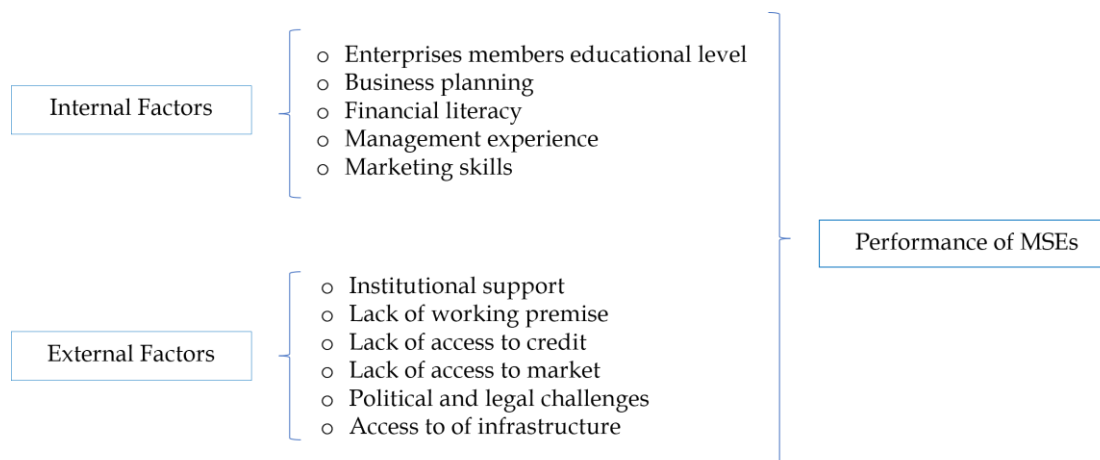 Internal Factors
o Enterprises members educational level
o Business planning
o Financial literacy
o Management experience
o Marketing skills
External Factors
o Institutional support
o Lack of working premise
o Lack of access to credit
o Lack of access to market
o Political and legal challenges
o Access to of infrastructure
Performance of MSEs